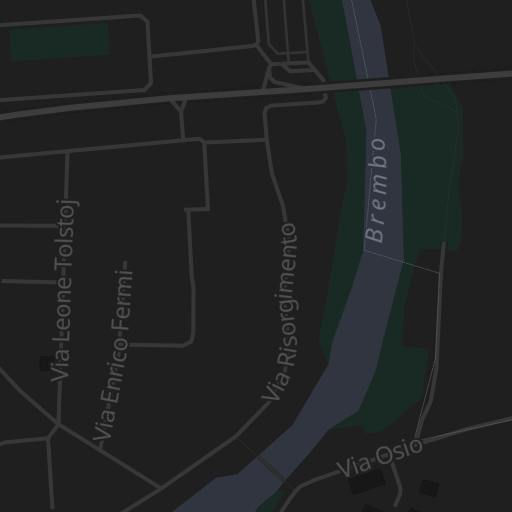 Brembo
Via Leone Tolstoj
Via Risorgimento
Via Enrico Fermi
Via Osio